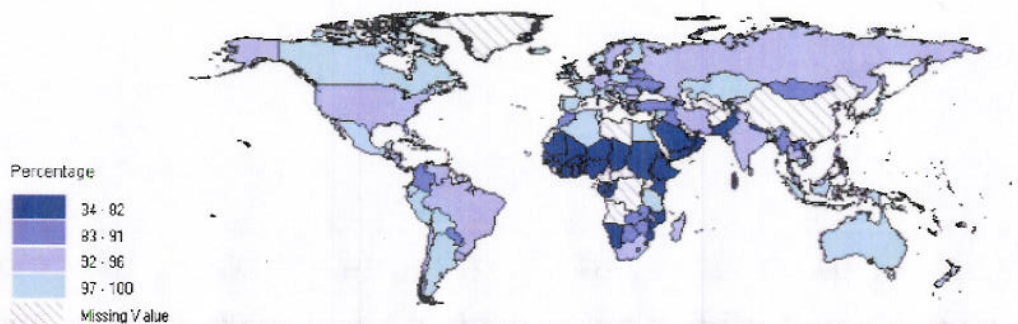 Percentage
34 - 82
83 - 91
92 - 96
97 - 100
Missing Value